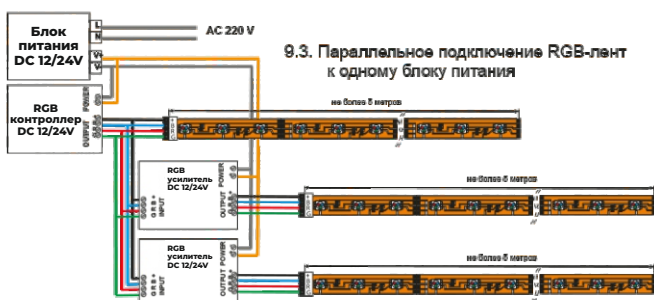 Блок
питания
DC 12/24V
L
N
V+
V-
AC 220 V
9.3. Параллельное подключение RGB-лент
к одному блоку питания
RGB
контроллер
DC 12/24V
POWER
OUTPUT
не более 5 метров
RGB
усилитель
DC 12/24V
POWER
OUTPUT
G R B +
INPUT
не более 5 метров
RGB
усилитель
DC 12/24V
POWER
OUTPUT
G R B +
INPUT
не более 5 метров